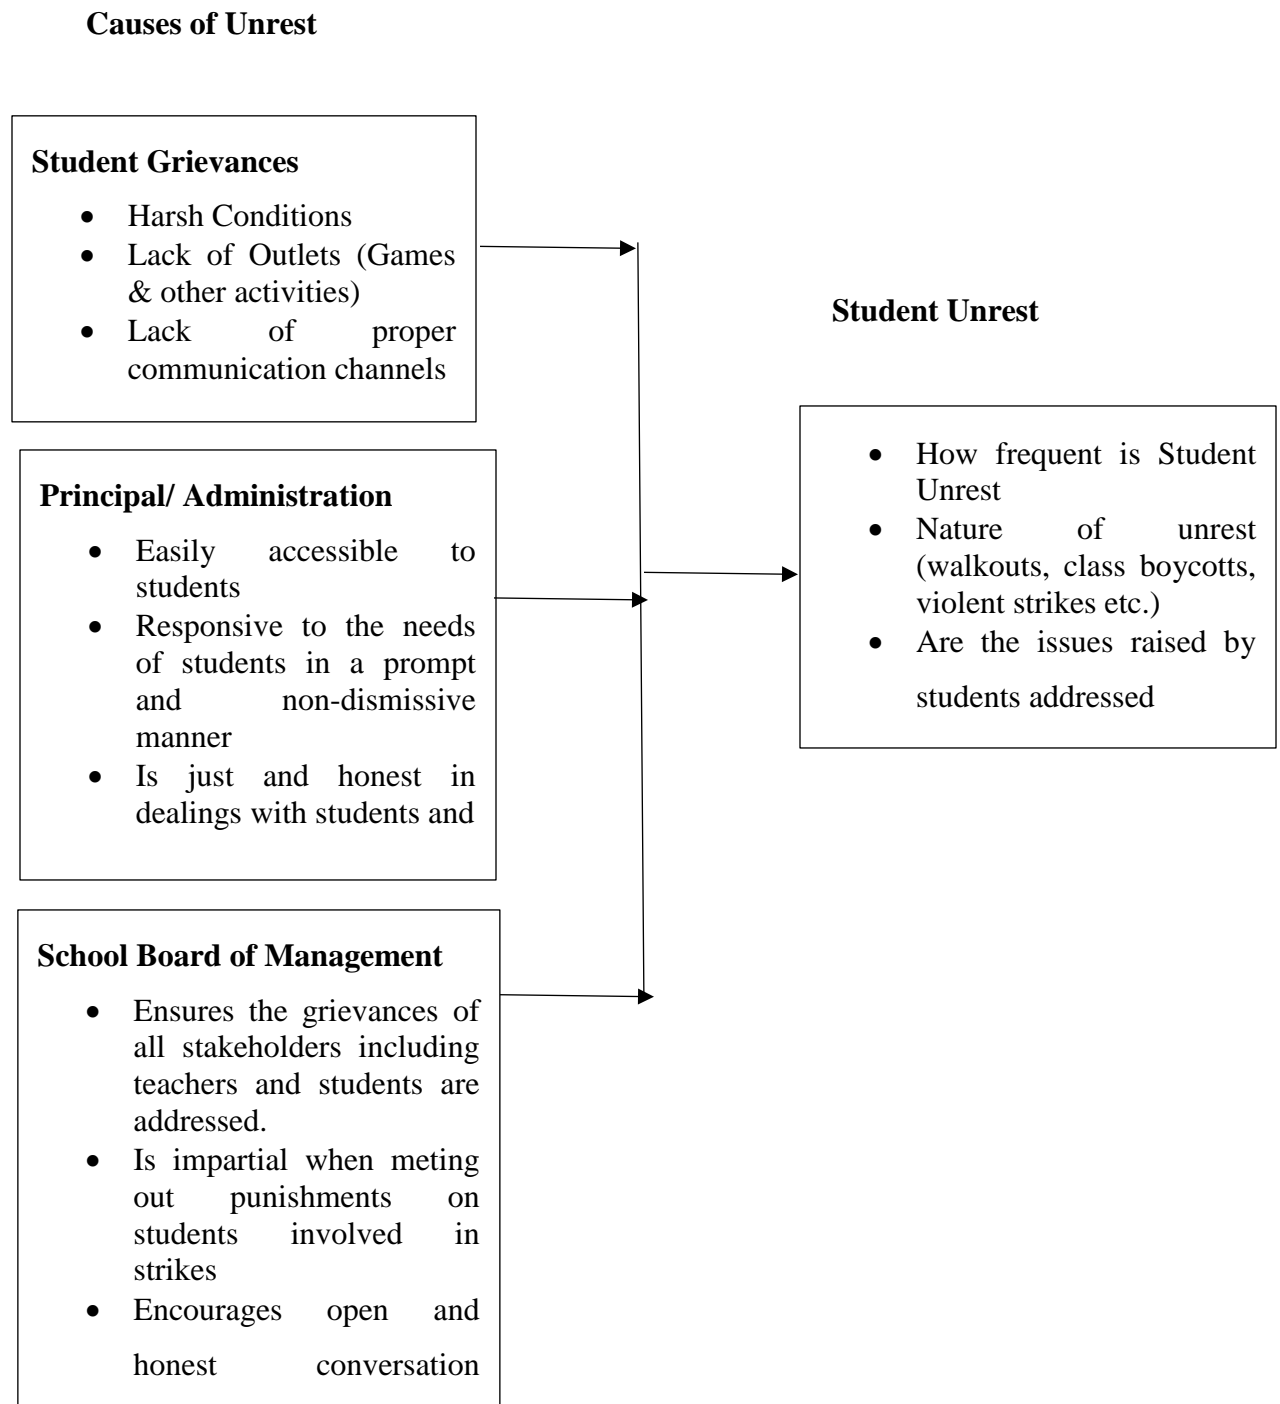 Causes of Unrest
Student Grievances
• Harsh Conditions
• Lack of Outlets (Games
& other activities)
• Lack of proper
communication channels
Principal/ Administration
• Easily accessible to
students
• Responsive to the needs
of students in a prompt
and non-dismissive
manner
• Is just and honest in
dealings with students and
School Board of Management
• Ensures the grievances of
all stakeholders including
teachers and students are
addressed.
• Is impartial when meting
out punishments on
students involved in
strikes
• Encourages open and
honest conversation
Student Unrest
• How frequent is Student
Unrest
• Nature of unrest
(walkouts, class boycotts,
violent strikes etc.)
• Are the issues raised by
students addressed